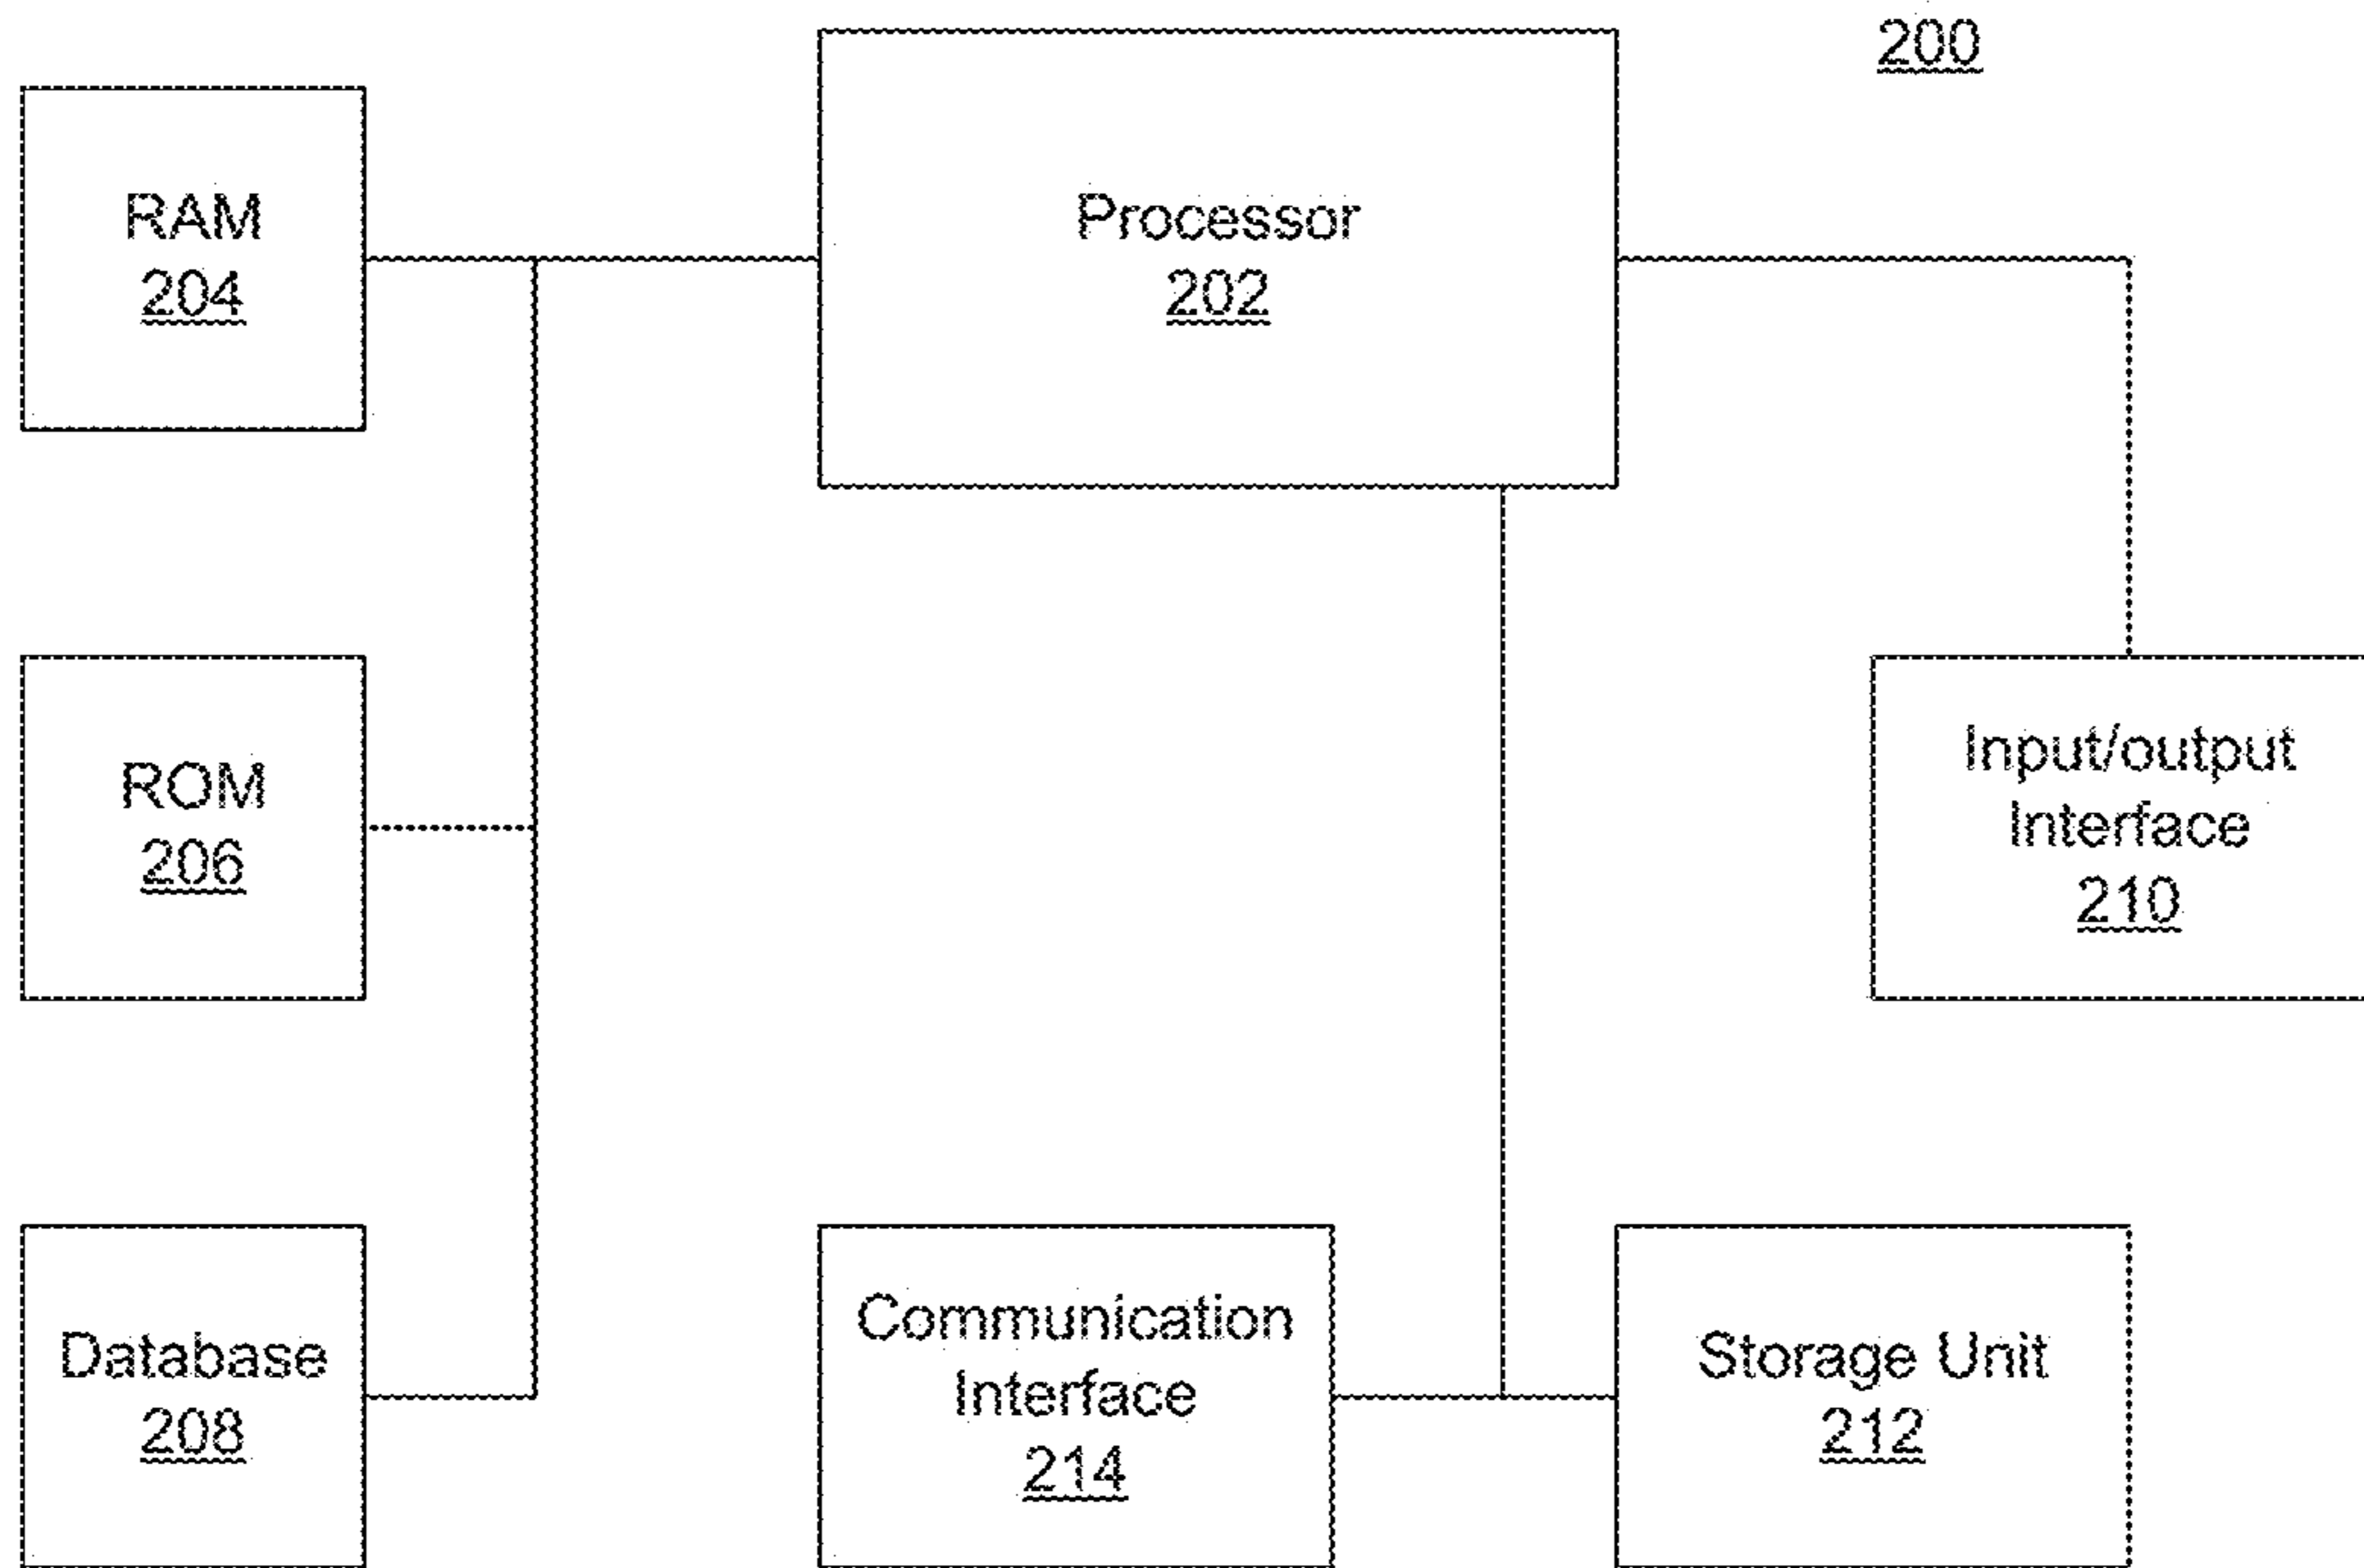 200
RAM
204
Processor
202
ROM
206
Input/output
Interface
210
Database
208
Communication
Interface
214
Storage Unit
212